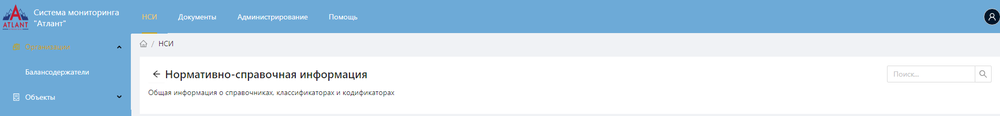 ATLANT
Система мониторинга
"Атлант"
НСИ Документы Администрирование Помощь
Организации
Балансодержатели
Объекты
/ НСИ
Нормативно-справочная информация
Поиск...
Общая информация о справочниках, классификаторах и кодификаторах